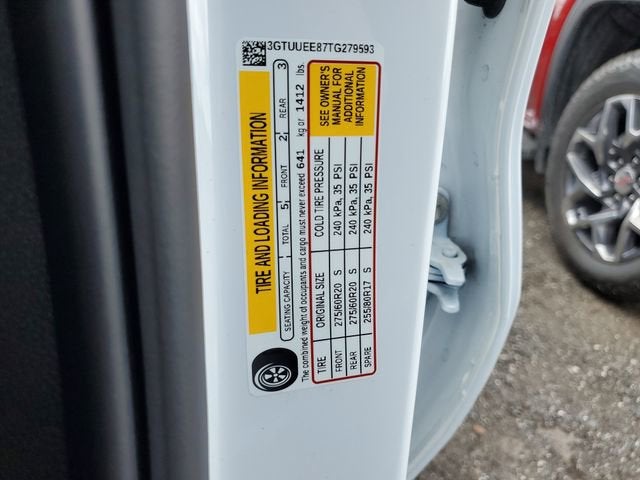 3GTUUEE87TG279593
TIRE AND LOADING INFORMATION
SEATING CAPACITY | TOTAL 5 | FRONT 2 | REAR 3
The combined weight of occupants and cargo must never exceed 641 kg or 1412 lbs.
TIRE ORIGINAL SIZE COLD TIRE PRESSURE
FRONT 275/60R20 S 240 kPa, 35 PSI
REAR 275/60R20 S 240 kPa, 35 PSI
SPARE 255/80R17 S 240 kPa, 35 PSI
SEE OWNER'S
MANUAL FOR
ADDITIONAL
INFORMATION